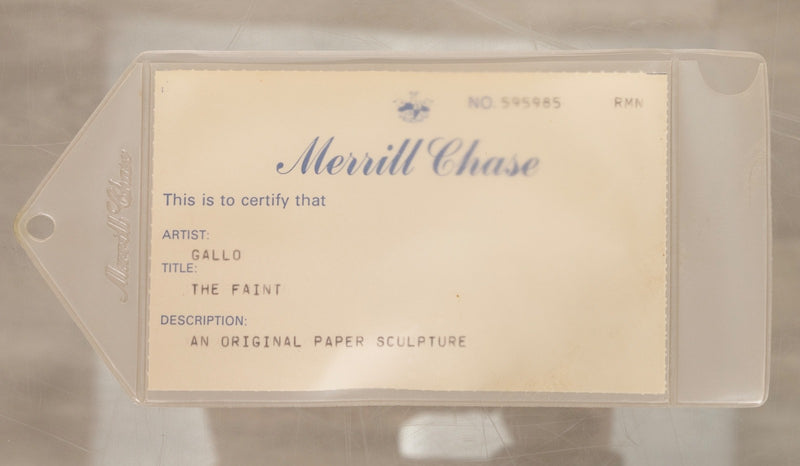 NO. 595985 RMN
Merrill Chase
This is to certify that
ARTIST:
GALLO
TITLE:
THE FAINT
DESCRIPTION:
AN ORIGINAL PAPER SCULPTURE
Merrill Chase